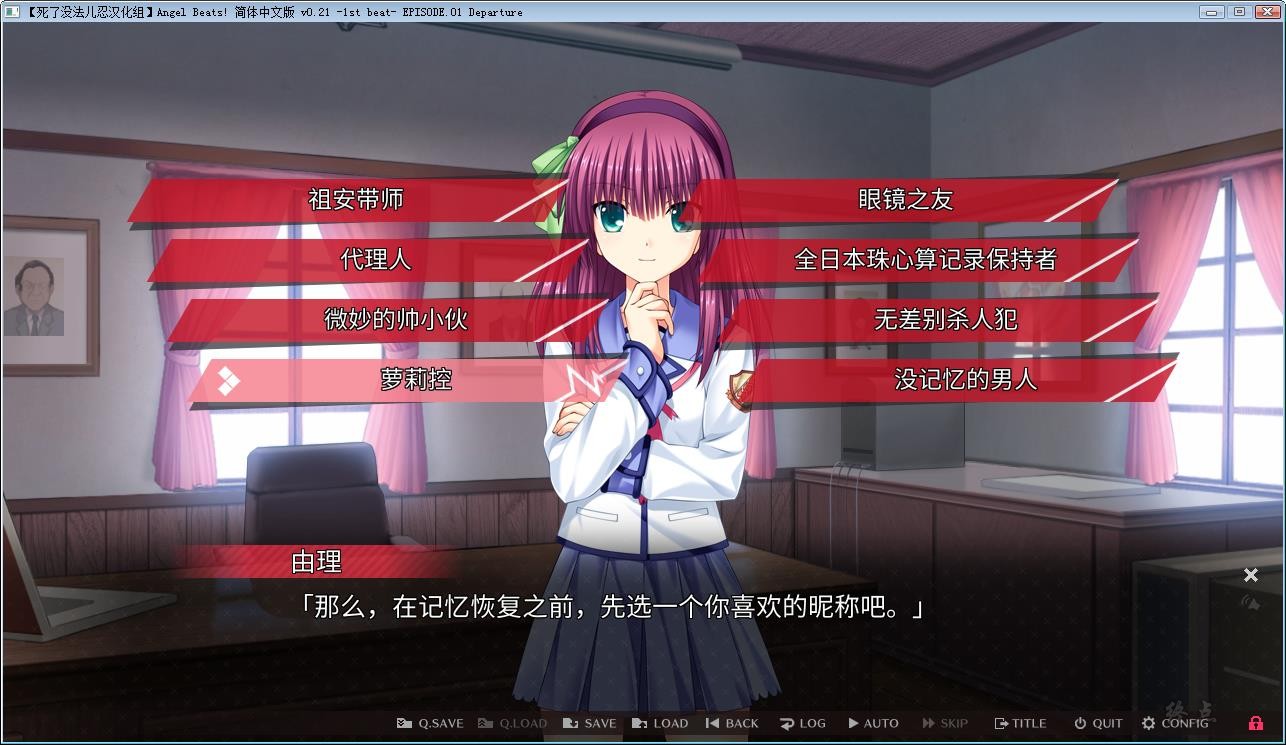 【死了没法儿忍汉化组】Angel Beats! 简体中文版 v0.21 -1st beat- EPISODE.01 Departure
祖安带师
眼镜之友
代理人
全日本珠心算记录保持者
微妙的帅小伙
无差别杀人犯
萝莉控
没记忆的男人
由理
「那么，在记忆恢复之前，先选一个你喜欢的昵称吧。」
终点
Q.SAVE Q.LOAD SAVE LOAD BACK LOG AUTO SKIP TITLE QUIT CONFIG